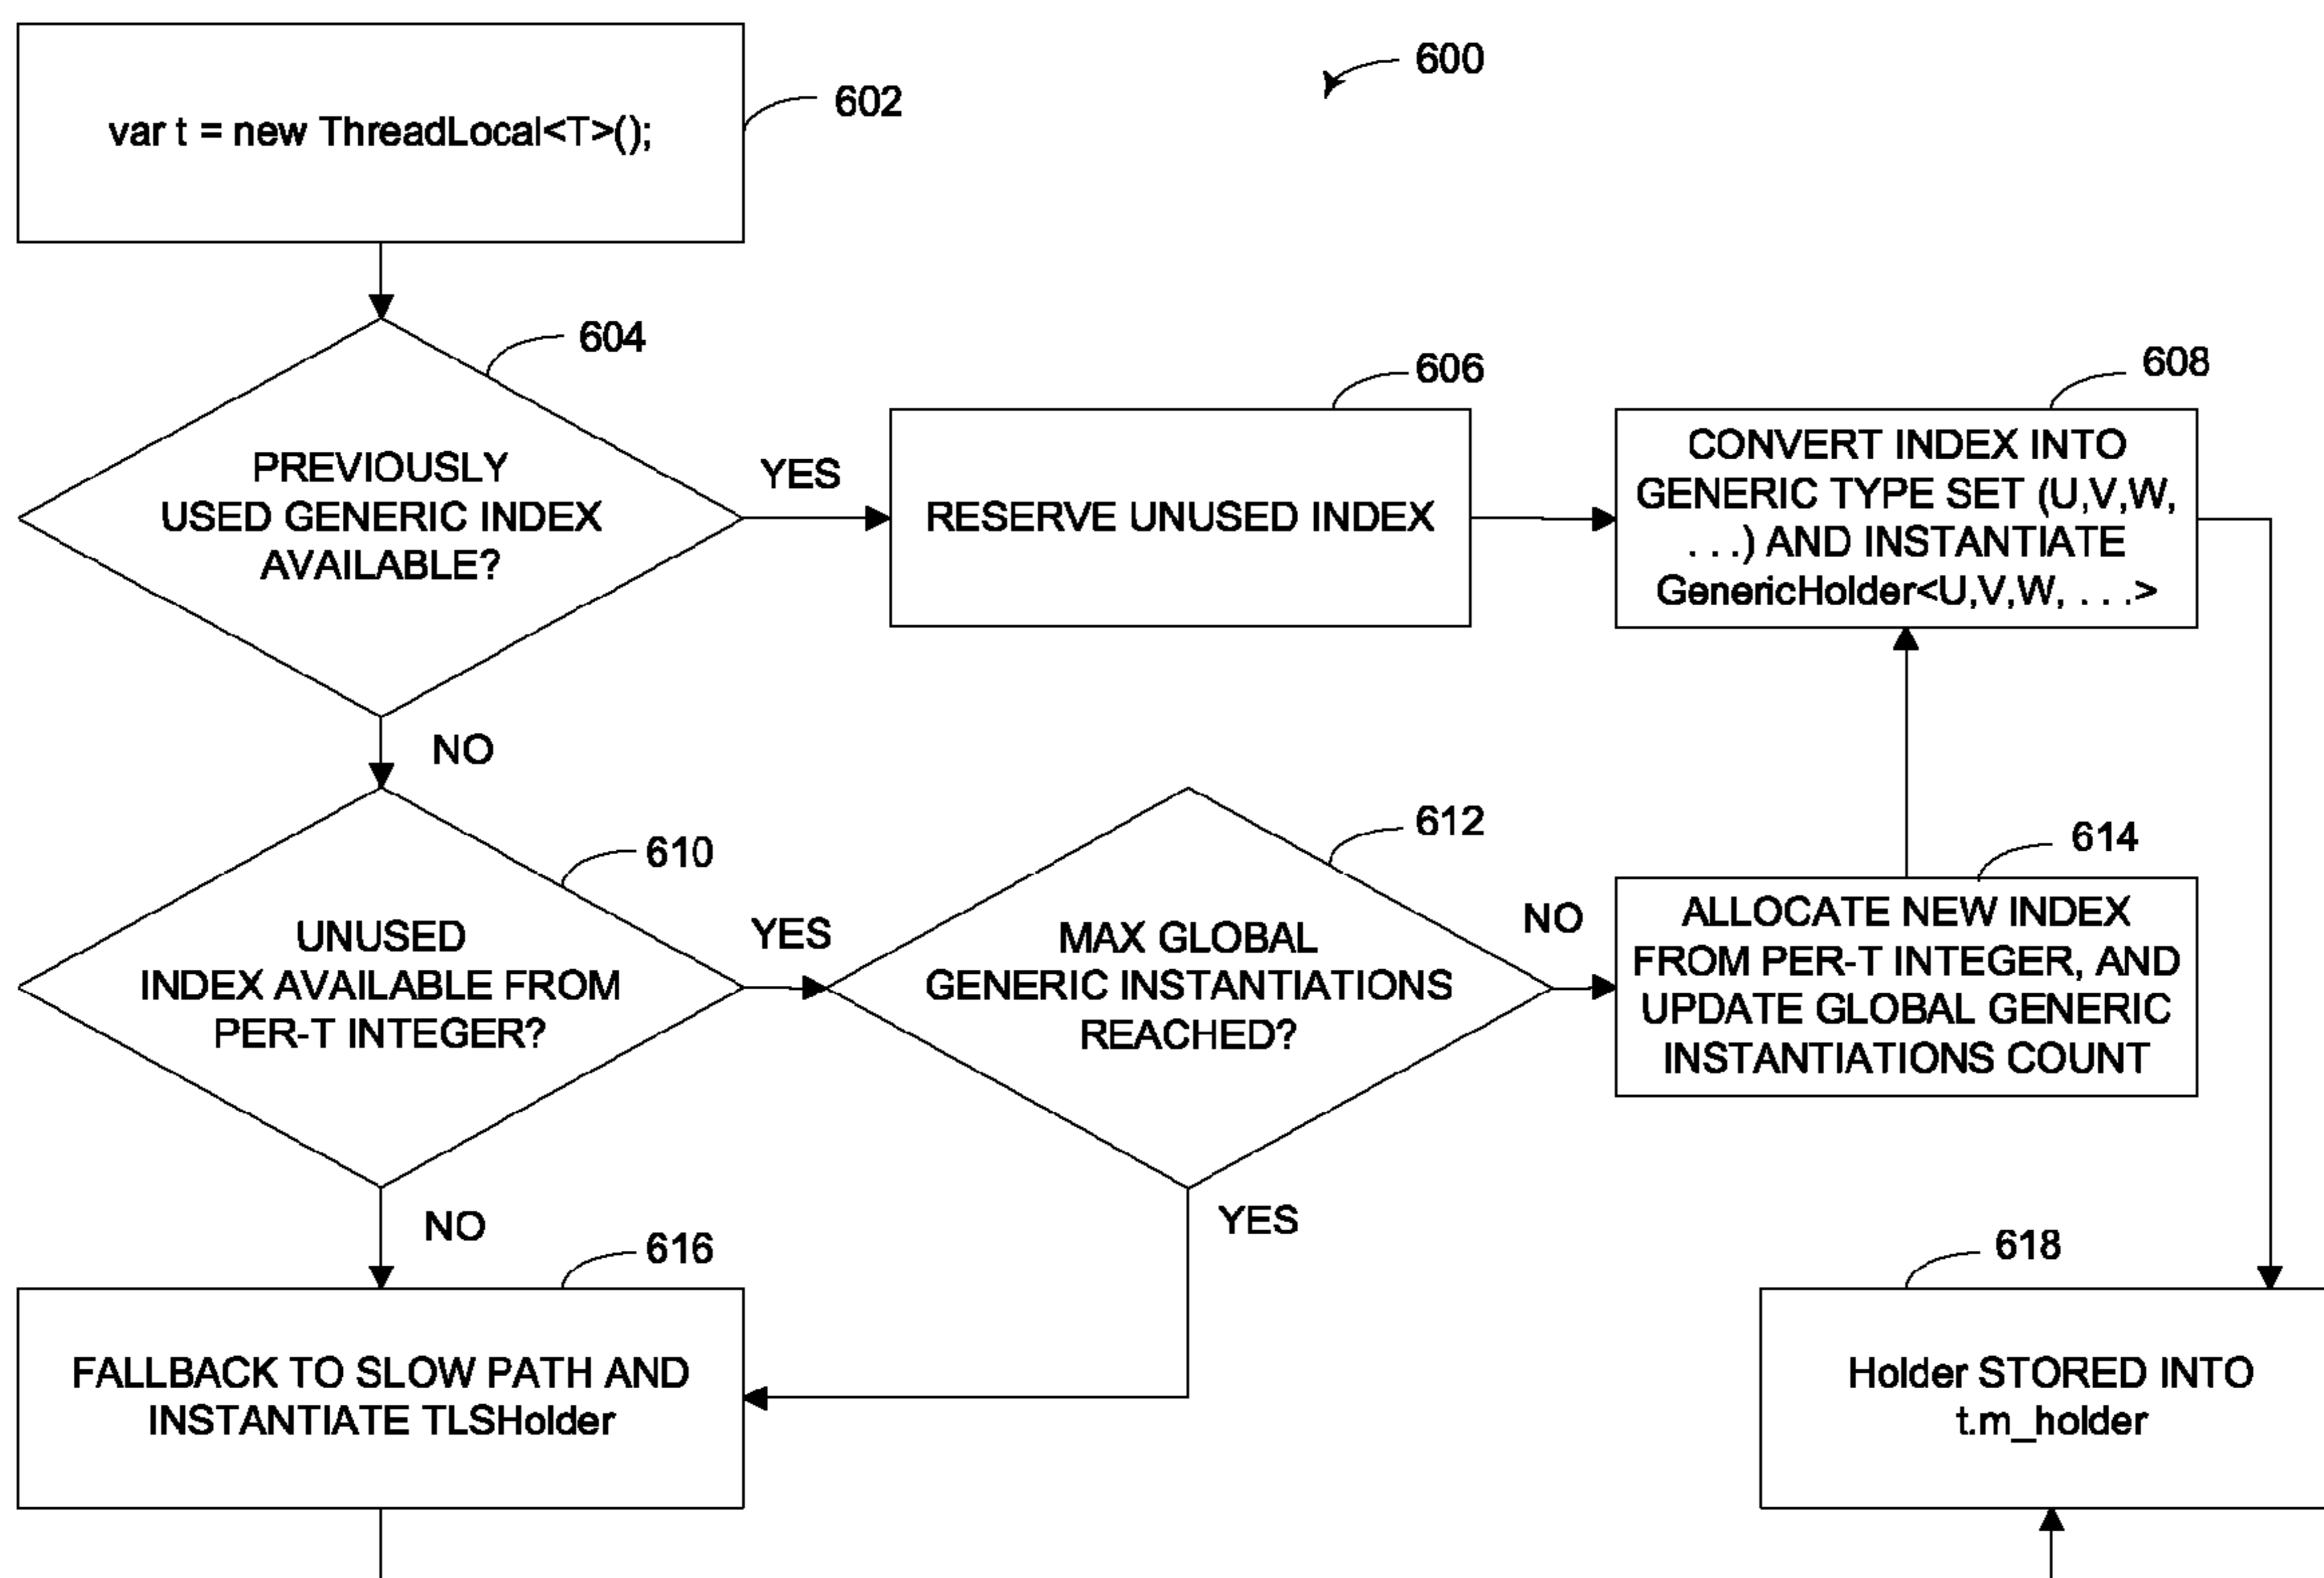 600
602
var t = new ThreadLocal<T>();
604
PREVIOUSLY
USED GENERIC INDEX
AVAILABLE?
YES
606
RESERVE UNUSED INDEX
608
CONVERT INDEX INTO
GENERIC TYPE SET (U,V,W,
. . .) AND INSTANTIATE
GenericHolder<U,V,W, . . .>
NO
610
UNUSED
INDEX AVAILABLE FROM
PER-T INTEGER?
YES
612
MAX GLOBAL
GENERIC INSTANTIATIONS
REACHED?
NO
614
ALLOCATE NEW INDEX
FROM PER-T INTEGER, AND
UPDATE GLOBAL GENERIC
INSTANTIATIONS COUNT
NO
YES
616
FALLBACK TO SLOW PATH AND
INSTANTIATE TLSHolder
618
Holder STORED INTO
t.m_holder